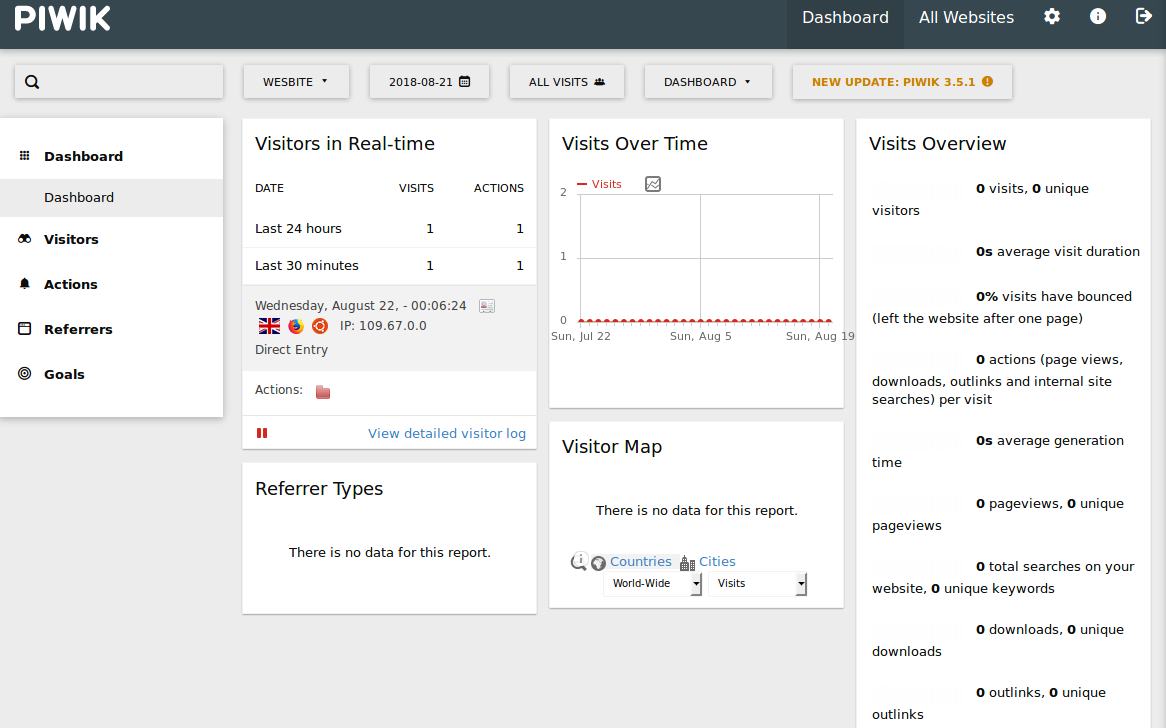 PIWIK
Dashboard
All Websites
WESBITE
2018-08-21
ALL VISITS
DASHBOARD
NEW UPDATE: PIWIK 3.5.1
Dashboard
Dashboard
Visitors
Actions
Referrers
Goals
Visitors in Real-time
DATE VISITS ACTIONS
Last 24 hours 1 1
Last 30 minutes 1 1
Wednesday, August 22, - 00:06:24
IP: 109.67.0.0
Direct Entry
Actions:
View detailed visitor log
Referrer Types
There is no data for this report.
Visits Over Time
Visits
2
1
0
Sun, Jul 22 Sun, Aug 5 Sun, Aug 19
Visitor Map
There is no data for this report.
Countries Cities
World-Wide Visits
Visits Overview
0 visits, 0 unique
visitors
0s average visit duration
0% visits have bounced
(left the website after one page)
0 actions (page views,
downloads, outlinks and internal site
searches) per visit
0s average generation
time
0 pageviews, 0 unique
pageviews
0 total searches on your
website, 0 unique keywords
0 downloads, 0 unique
downloads
0 outlinks, 0 unique
outlinks